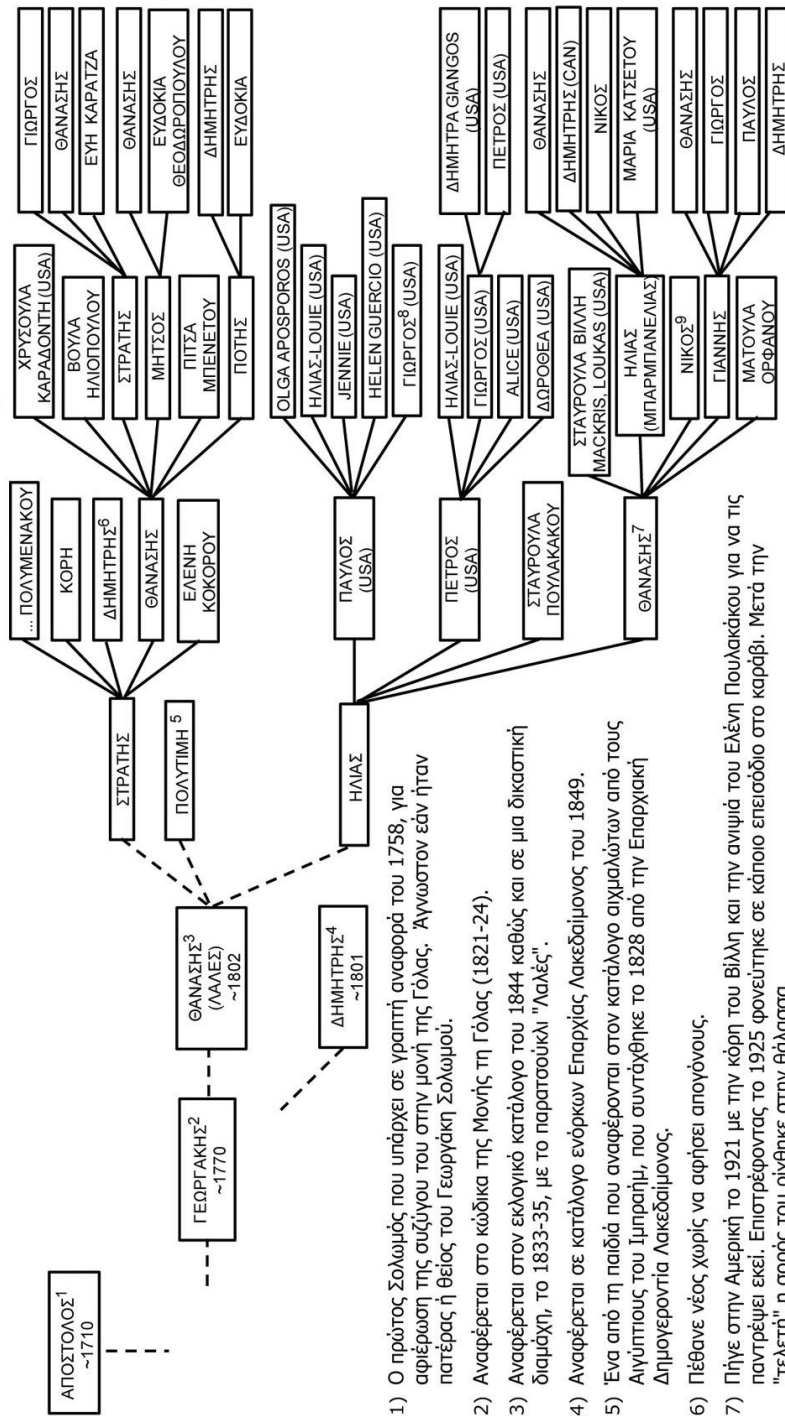 ΑΠΟΣΤΟΛΟΣ1
~1710
ΓΕΩΡΓΑΚΗΣ2
~1770
ΘΑΝΑΣΗΣ3
(ΛΑΛΕΣ)
~1802
ΔΗΜΗΤΡΗΣ4
~1801
ΣΤΡΑΤΗΣ
ΠΟΛΥΤΙΜΗ 5
ΗΛΙΑΣ
... ΠΟΛΥΜΕΝΑΚΟΥ
ΚΟΡΗ
ΔΗΜΗΤΡΗΣ6
ΘΑΝΑΣΗΣ
ΕΛΕΝΗ
ΚΟΚΟΡΟΥ
ΠΑΥΛΟΣ
(USA)
ΠΕΤΡΟΣ
(USA)
ΣΤΑΥΡΟΥΛΑ
ΠΟΥΛΑΚΑΚΟΥ
ΘΑΝΑΣΗΣ7
ΧΡΥΣΟΥΛΑ
ΚΑΡΑΔΟΝΤΗ (USA)
ΒΟΥΛΑ
ΗΛΙΟΠΟΥΛΟΥ
ΣΤΡΑΤΗΣ
ΜΗΤΣΟΣ
ΠΙΤΣΑ
ΜΠΕΝΕΤΟΥ
ΠΟΤΗΣ
OLGA APOSPOROS (USA)
ΗΛΙΑΣ-LOUIE (USA)
JENNIE (USA)
HELEN GUERCIO (USA)
ΓΙΩΡΓΟΣ8 (USA)
ΗΛΙΑΣ-LOUIE (USA)
ΓΙΩΡΓΟΣ (USA)
ALICE (USA)
ΔΩΡΟΘΕΑ (USA)
ΣΤΑΥΡΟΥΛΑ ΒΙΛΛΗ
MACKRIS, LOUKAS (USA)
ΗΛΙΑΣ
(ΜΠΑΡΜΠΑΝΕΛΙΑΣ)
ΝΙΚΟΣ9
ΓΙΑΝΝΗΣ
ΜΑΤΟΥΛΑ
ΟΡΦΑΝΟΥ
ΓΙΩΡΓΟΣ
ΘΑΝΑΣΗΣ
ΕΥΗ ΚΑΡΑΤΖΑ
ΘΑΝΑΣΗΣ
ΕΥΔΟΚΙΑ
ΘΕΟΔΩΡΟΠΟΥΛΟΥ
ΔΗΜΗΤΡΗΣ
ΕΥΔΟΚΙΑ
ΔΗΜΗΤΡΑ GIANGOS
(USA)
ΠΕΤΡΟΣ (USA)
ΘΑΝΑΣΗΣ
ΔΗΜΗΤΡΗΣ (CAN)
ΝΙΚΟΣ
ΜΑΡΙΑ ΚΑΤΣΕΤΟΥ
(USA)
ΘΑΝΑΣΗΣ
ΓΙΩΡΓΟΣ
ΠΑΥΛΟΣ
ΔΗΜΗΤΡΗΣ
1) Ο πρώτος Σολωμός που υπάρχει σε γραπτή αναφορά του 1758, για
αφιέρωση της συζύγου του στην μονή της Γόλας. Άγνωστον εάν ήταν
πατέρας ή θείος του Γεωργάκη Σολωμού.
2) Αναφέρεται στο κώδικα της Μονής τη Γόλας (1821-24).
3) Αναφέρεται στον εκλογικό κατάλογο του 1844 καθώς και σε μια δικαστική
διαμάχη, το 1833-35, με το παρατσούκλι "Λαλές".
4) Αναφέρεται σε κατάλογο ενόρκων Επαρχίας Λακεδαίμονος του 1849.
5) Ένα από τη παιδιά που αναφέρονται στον κατάλογο αιχμαλώτων από τους
Αιγύπτιους του Ιμπραήμ, που συντάχθηκε το 1828 από την Επαρχιακή
Δημογεροντία Λακεδαίμονος.
6) Πέθανε νέος χωρίς να αφήσει απογόνους.
7) Πήγε στην Αμερική το 1921 με την κόρη του Βίλλη και την ανιψιά του Ελένη Πουλακάκου για να τις
παντρέψει εκεί. Επιστρέφοντας το 1925 φονεύτηκε σε κάποιο επεισόδιο στο καράβι. Μετά την
"τελετή", η σορός του ρίχθηκε στην θάλασσα